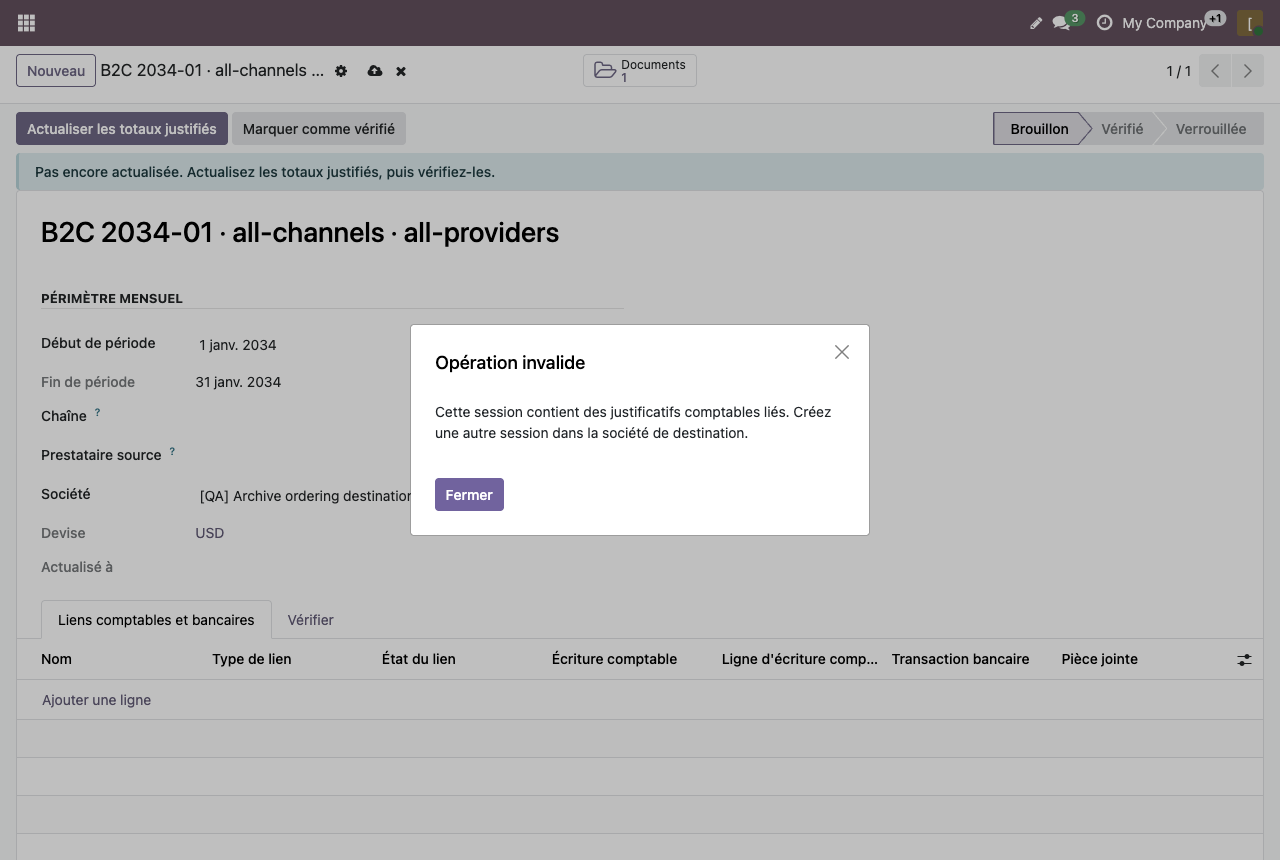 3
My Company
+1
[
Nouveau
B2C 2034-01 · all-channels ...
Documents
1
1 / 1
Actualiser les totaux justifiés
Marquer comme vérifié
Brouillon
Vérifié
Verrouillée
Pas encore actualisée. Actualisez les totaux justifiés, puis vérifiez-les.
B2C 2034-01 · all-channels · all-providers
PÉRIMÈTRE MENSUEL
Début de période
1 janv. 2034
Fin de période
31 janv. 2034
Chaîne ?
Prestataire source ?
Société
[QA] Archive ordering destination
Devise
USD
Actualisé à
Opération invalide
Cette session contient des justificatifs comptables liés. Créez
une autre session dans la société de destination.
Fermer
Liens comptables et bancaires
Vérifier
Nom
Type de lien
État du lien
Écriture comptable
Ligne d'écriture comp...
Transaction bancaire
Pièce jointe
Ajouter une ligne